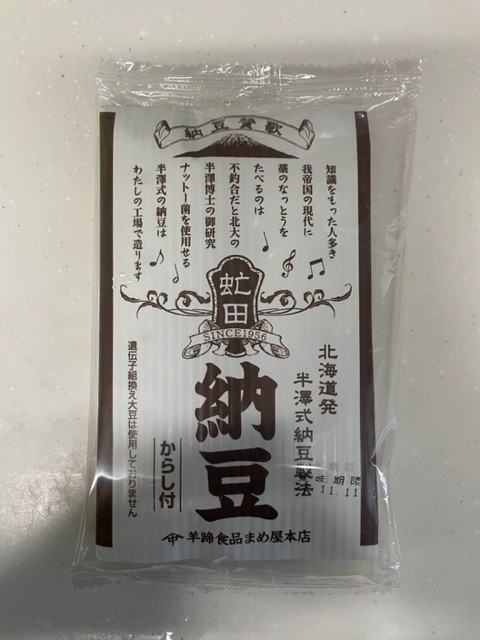 納豆賛歌
知識をもった人多き
我帝国の現代に
藁のなっとうを
たべるのは
不釣合だと北大の
半澤博士の御研究
ナットー菌を使用せる
半澤式の納豆は
わたしの工場で造ります
虻田
SINCE1956
北海道発
半澤式納豆製法
納豆
からし付
遺伝子組換え大豆は使用しておりません
味期限
11.11
羊蹄食品まめ屋本店